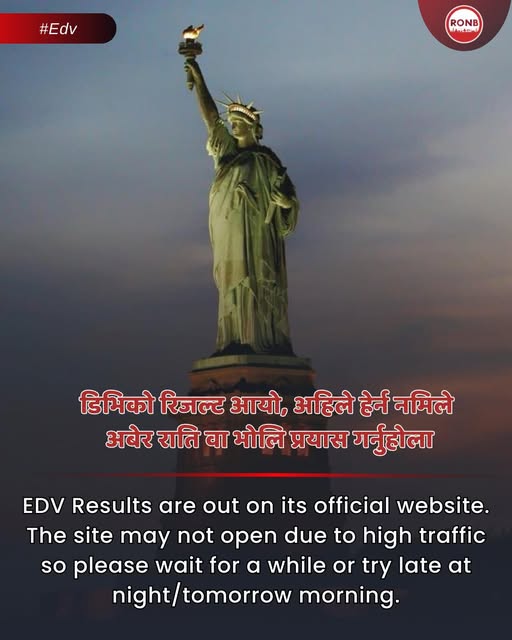 #Edv
RONB
डिभिको रिजल्ट आयो, अहिले हेर्न नमिले
अबेर राति वा भोलि प्रयास गर्नुहोला
EDV Results are out on its official website.
The site may not open due to high traffic
so please wait for a while or try late at
night/tomorrow morning.